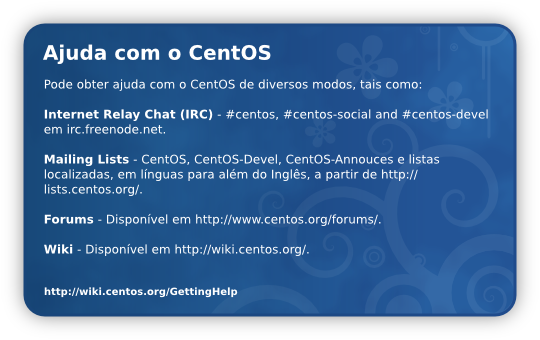 Ajuda com o CentOS
Pode obter ajuda com o CentOS de diversos modos, tais como:
Internet Relay Chat (IRC) - #centos, #centos-social and #centos-devel
em irc.freenode.net.
Mailing Lists - CentOS, CentOS-Devel, CentOS-Annouces e listas
localizadas, em línguas para além do Inglês, a partir de http://
lists.centos.org/.
Forums - Disponível em http://www.centos.org/forums/.
Wiki - Disponível em http://wiki.centos.org/.
http://wiki.centos.org/GettingHelp